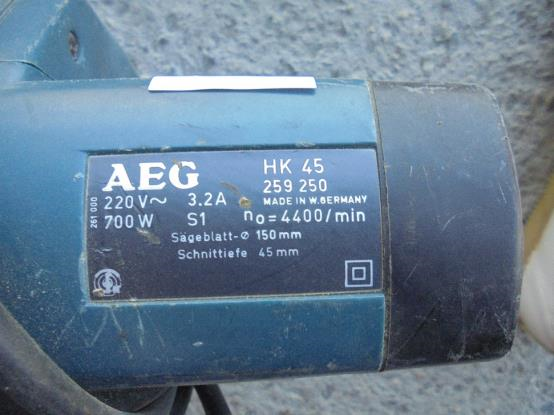 AEG
HK 45
259 250
MADE IN W.GERMANY
220 V~ 3.2A
700 W S1 n₀ = 4400/min
Sägeblatt-ø 150 mm
Schnittiefe 45 mm
261 000